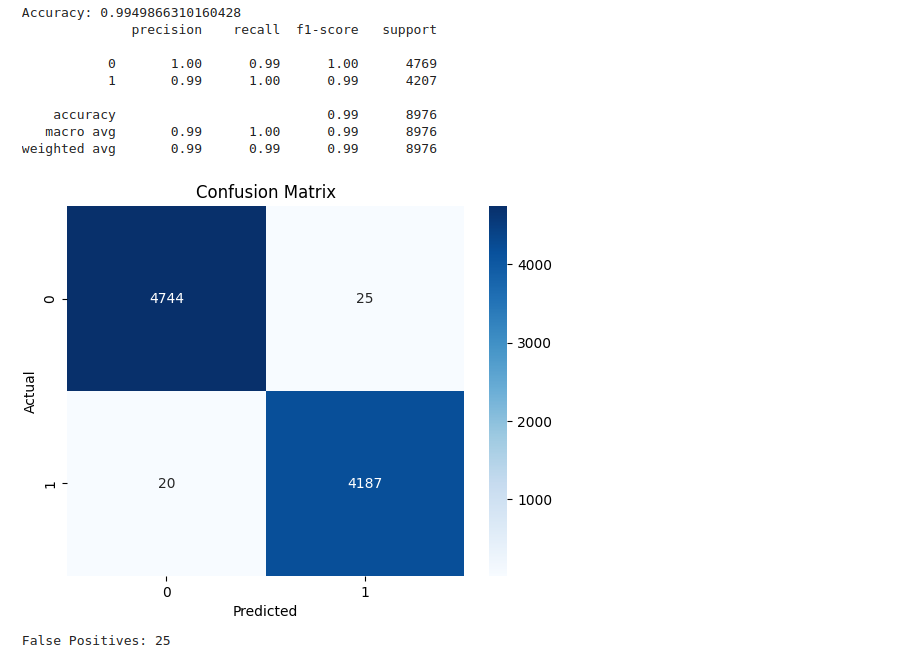 Accuracy: 0.9949866310160428
precision recall f1-score support
0 1.00 0.99 1.00 4769
1 0.99 1.00 0.99 4207
accuracy 0.99 8976
macro avg 0.99 1.00 0.99 8976
weighted avg 0.99 0.99 0.99 8976
Confusion Matrix
4744 25
20 4187
0
1
Actual
0 1
Predicted
4000
3000
2000
1000
False Positives: 25